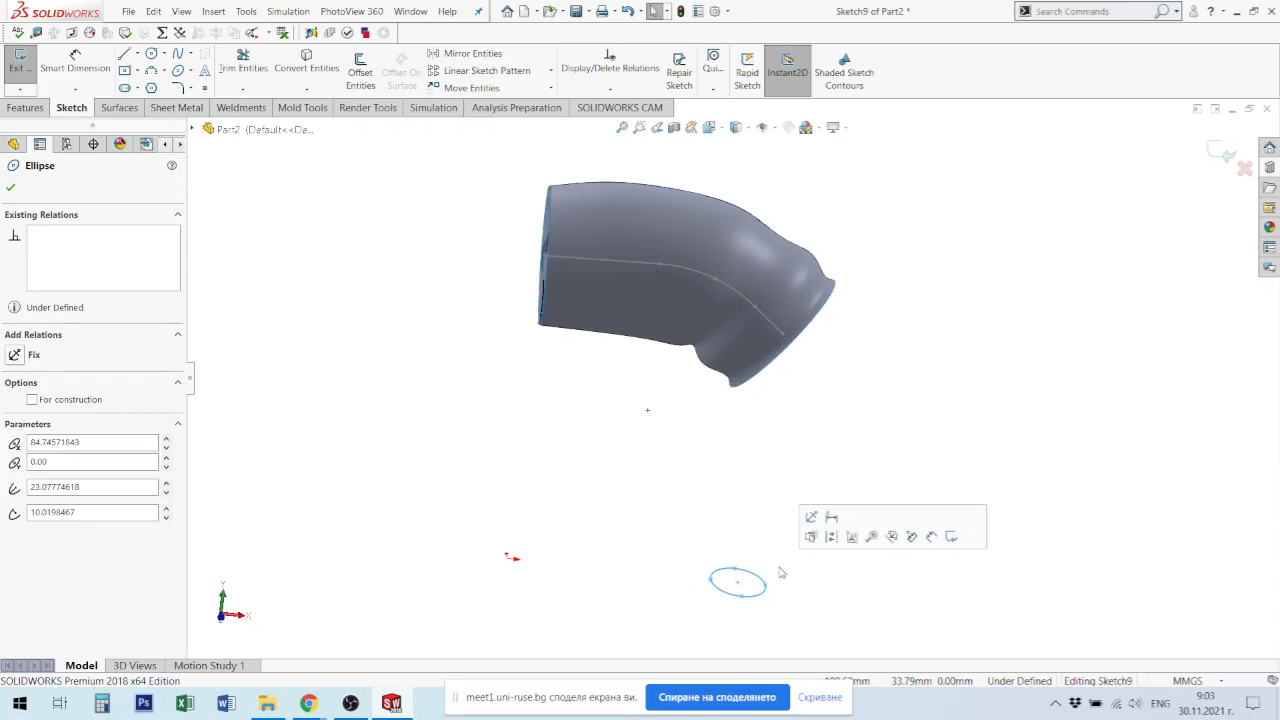 SOLIDWORKS
File Edit View Insert Tools Simulation PhotoView 360 Window Help
Sketch9 of Part2 *
Search Commands
Exit ...
Smart Dimension
Trim Entities
Convert Entities
Offset Entities
Offset On Surface
Mirror Entities
Linear Sketch Pattern
Move Entities
Display/Delete Relations
Repair Sketch
Qui...
Rapid Sketch
Instant2D
Shaded Sketch Contours
Features Sketch Surfaces Sheet Metal Weldments Mold Tools Render Tools Simulation Analysis Preparation SOLIDWORKS CAM
Part2 (Default<<De...
Ellipse
Existing Relations
Under Defined
Add Relations
Fix
Options
For construction
Parameters
84.74571843
0.00
23.07774618
10.0198467
Y
X
Model 3D Views Motion Study 1
SOLIDWORKS Premium 2018 x64 Edition
33.79mm 0.00mm Under Defined Editing Sketch9 MMGS
meet1.uni-ruse.bg споделя екрана ви. Спиране на споделянето Скриване
ENG
9:03
30.11.2021 г.